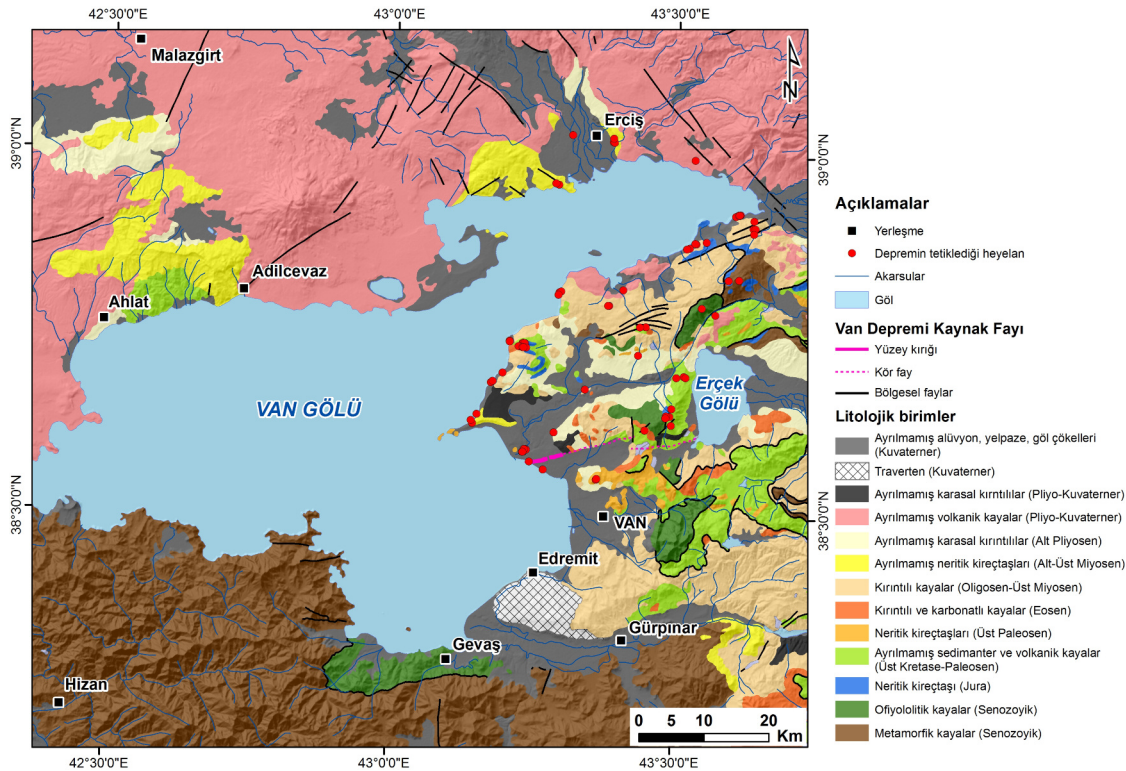 42°30'0"E
43°0'0"E
43°30'0"E
Malazgirt
N
Erciş
39°0'0"N
39°0'0"N
Adilcevaz
Ahlat
VAN GÖLÜ
Erçek
Gölü
38°30'0"N
38°30'0"N
VAN
Edremit
Gürpınar
Gevaş
Hizan
0 5 10 20
Km
42°30'0"E
43°0'0"E
43°30'0"E
Açıklamalar
Yerleşme
Depremin tetiklediği heyelan
Akarsular
Göl
Van Depremi Kaynak Fayı
Yüzey kırığı
Kör fay
Bölgesel faylar
Litolojik birimler
Ayrılmamış alüvyon, yelpaze, göl çökelleri
(Kuvaterner)
Traverten (Kuvaterner)
Ayrılmamış karasal kırıntılılar (Pliyo-Kuvaterner)
Ayrılmamış volkanik kayalar (Pliyo-Kuvaterner)
Ayrılmamış karasal kırıntılılar (Alt Pliyosen)
Ayrılmamış neritik kireçtaşları (Alt-Üst Miyosen)
Kırıntılı kayalar (Oligosen-Üst Miyosen)
Kırıntılı ve karbonatlı kayalar (Eosen)
Neritik kireçtaşları (Üst Paleosen)
Ayrılmamış sedimanter ve volkanik kayalar
(Üst Kretase-Paleosen)
Neritik kireçtaşı (Jura)
Ofiyololitik kayalar (Senozoyik)
Metamorfik kayalar (Senozoyik)